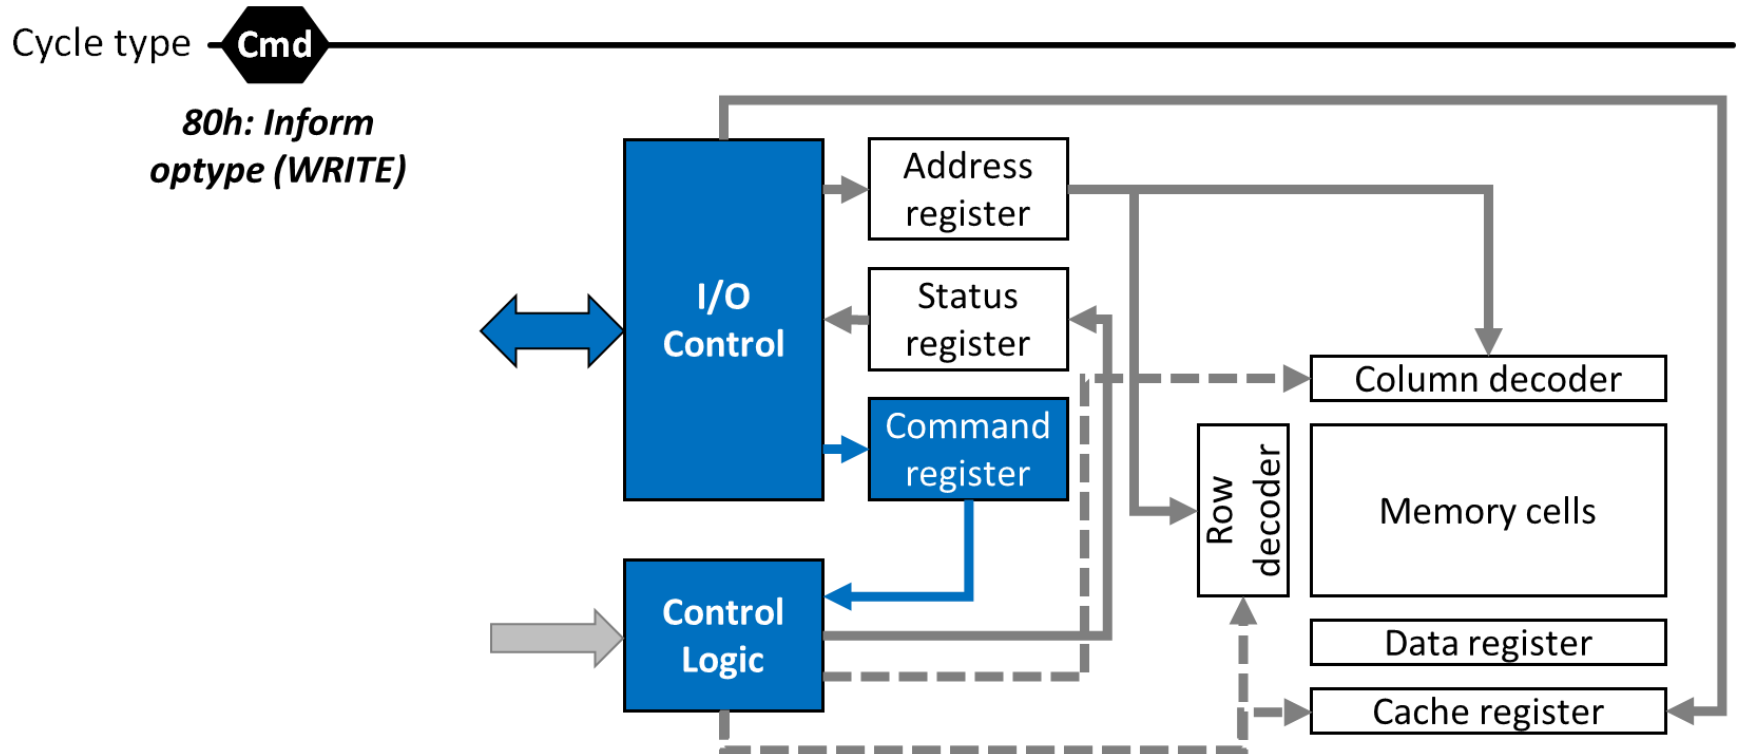 Cycle type
Cmd
80h: Inform
optype (WRITE)
I/O
Control
Address
register
Status
register
Command
register
Control
Logic
Column decoder
Row
decoder
Memory cells
Data register
Cache register